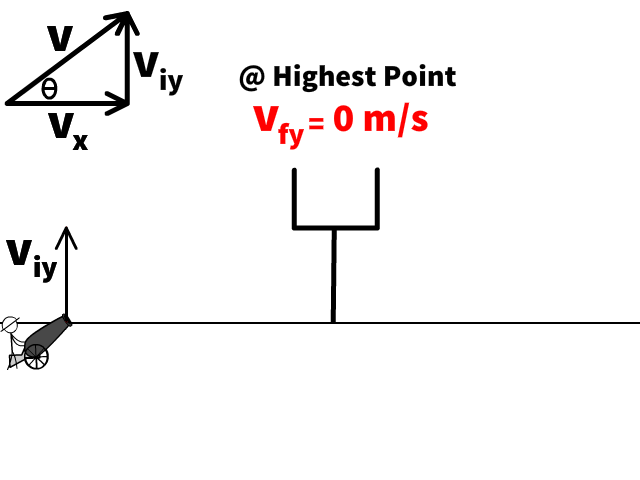 v
v_iy
θ
v_x
@ Highest Point
v_fy = 0 m/s
v_iy